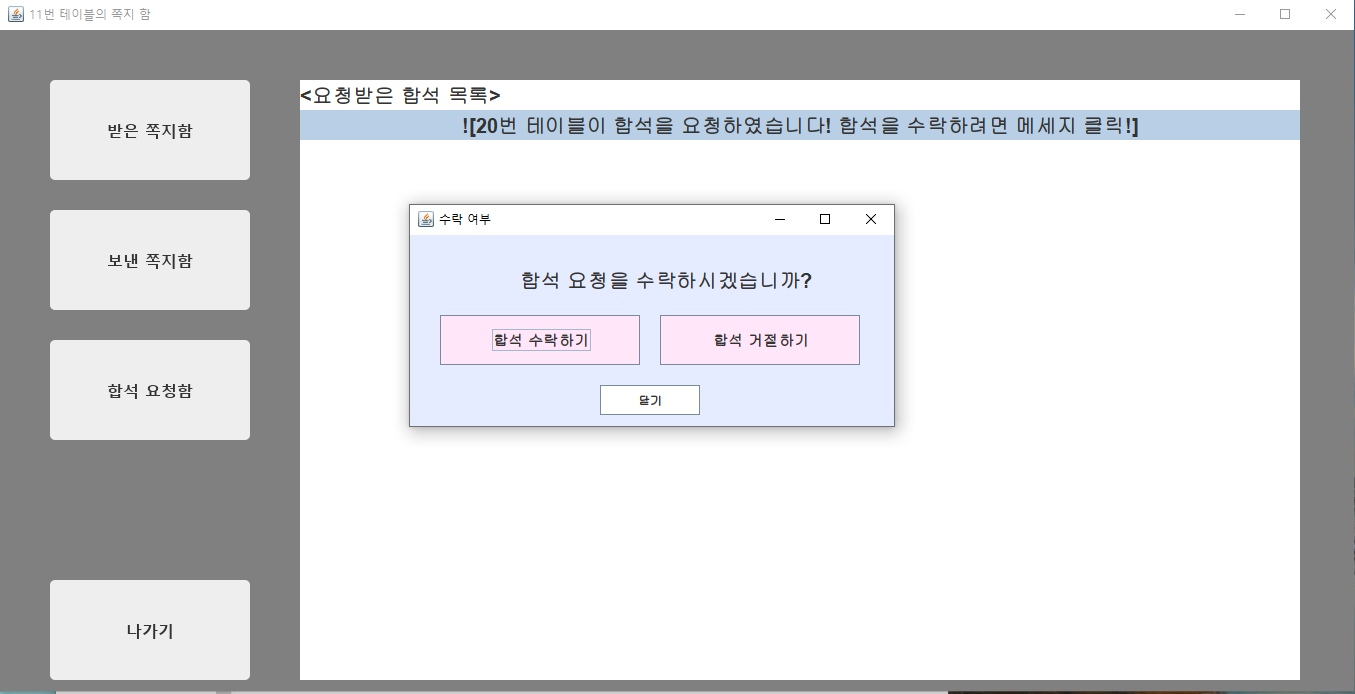 11번 테이블의 쪽지 함
받은 쪽지함
보낸 쪽지함
합석 요청함
나가기
<요청받은 합석 목록>
![20번 테이블이 합석을 요청하였습니다! 합석을 수락하려면 메세지 클릭!]
수락 여부
합석 요청을 수락하시겠습니까?
합석 수락하기
합석 거절하기
닫기